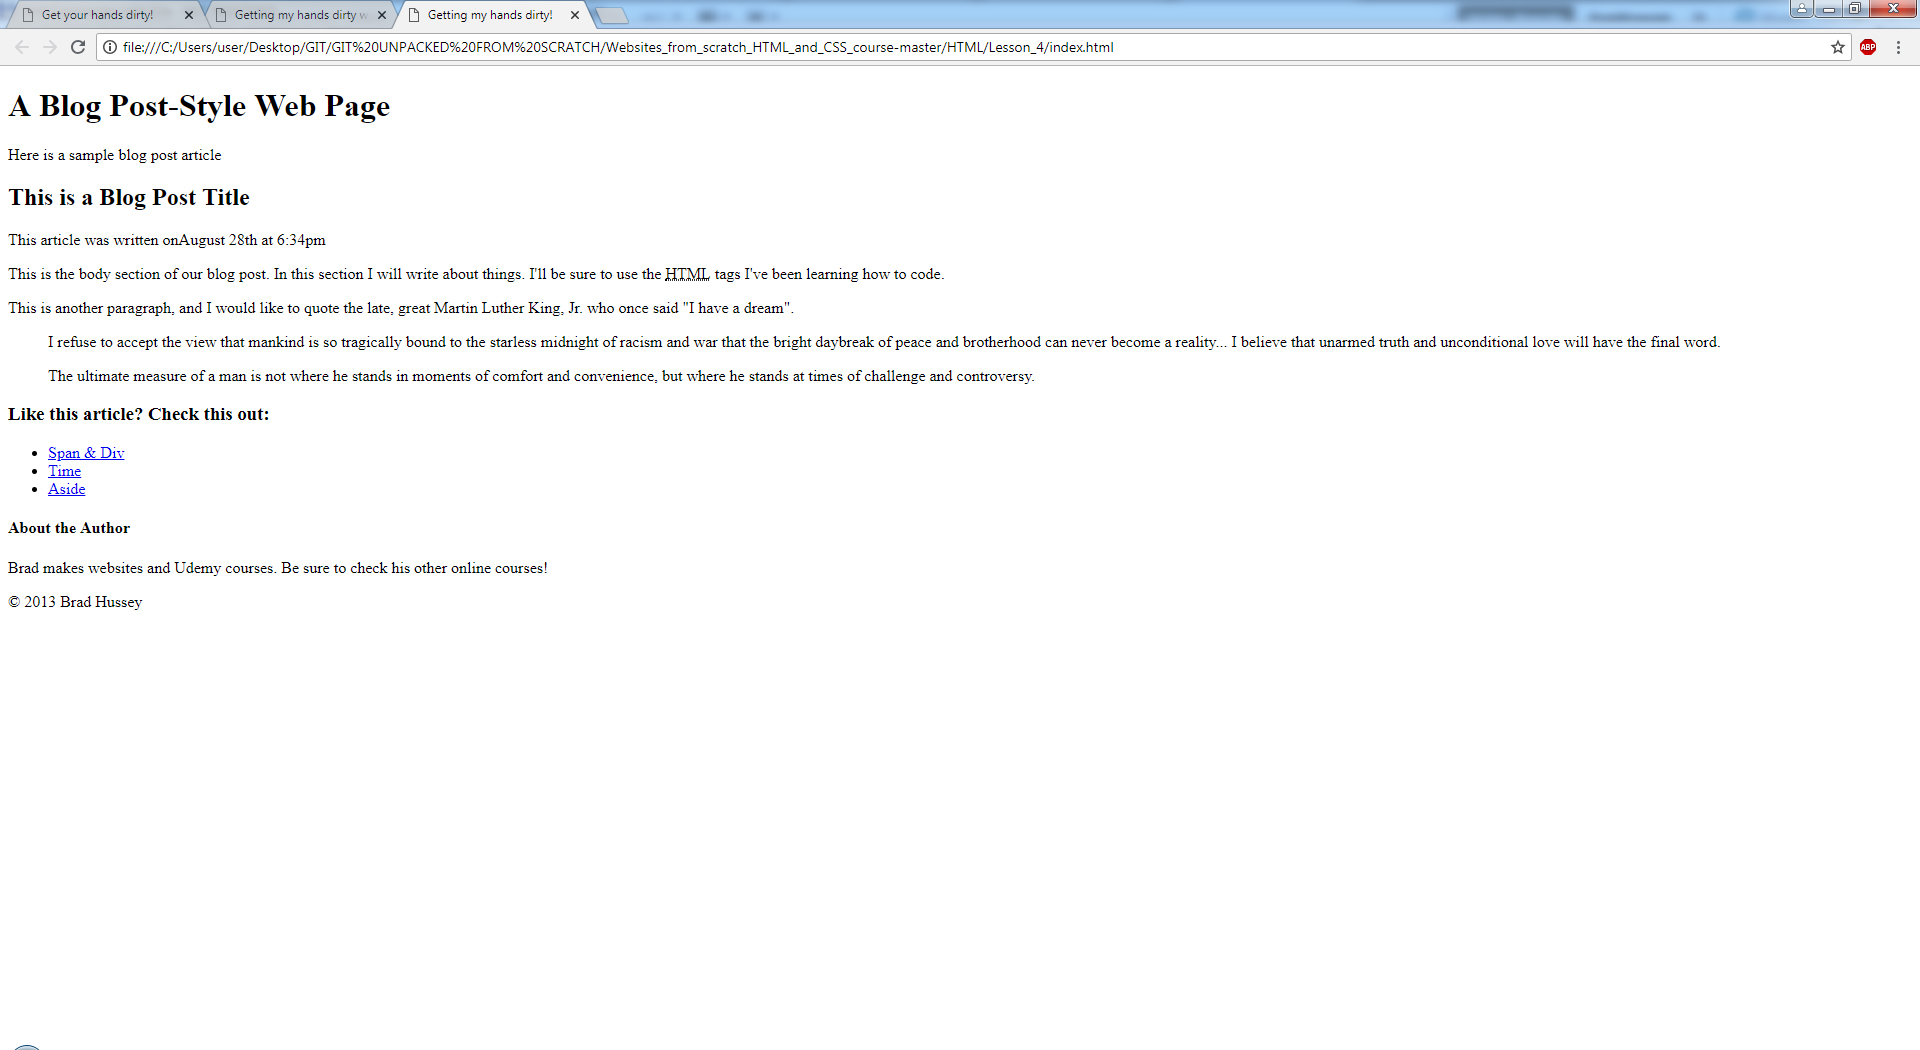 Get your hands dirty!
Getting my hands dirty w
Getting my hands dirty!
file:///C:/Users/user/Desktop/GIT/GIT%20UNPACKED%20FROM%20SCRATCH/Websites_from_scratch_HTML_and_CSS_course-master/HTML/Lesson_4/index.html
ABP
A Blog Post-Style Web Page
Here is a sample blog post article
This is a Blog Post Title
This article was written onAugust 28th at 6:34pm
This is the body section of our blog post. In this section I will write about things. I'll be sure to use the HTML tags I've been learning how to code.
This is another paragraph, and I would like to quote the late, great Martin Luther King, Jr. who once said "I have a dream".
I refuse to accept the view that mankind is so tragically bound to the starless midnight of racism and war that the bright daybreak of peace and brotherhood can never become a reality... I believe that unarmed truth and unconditional love will have the final word.
The ultimate measure of a man is not where he stands in moments of comfort and convenience, but where he stands at times of challenge and controversy.
Like this article? Check this out:
• Span & Div
• Time
• Aside
About the Author
Brad makes websites and Udemy courses. Be sure to check his other online courses!
© 2013 Brad Hussey